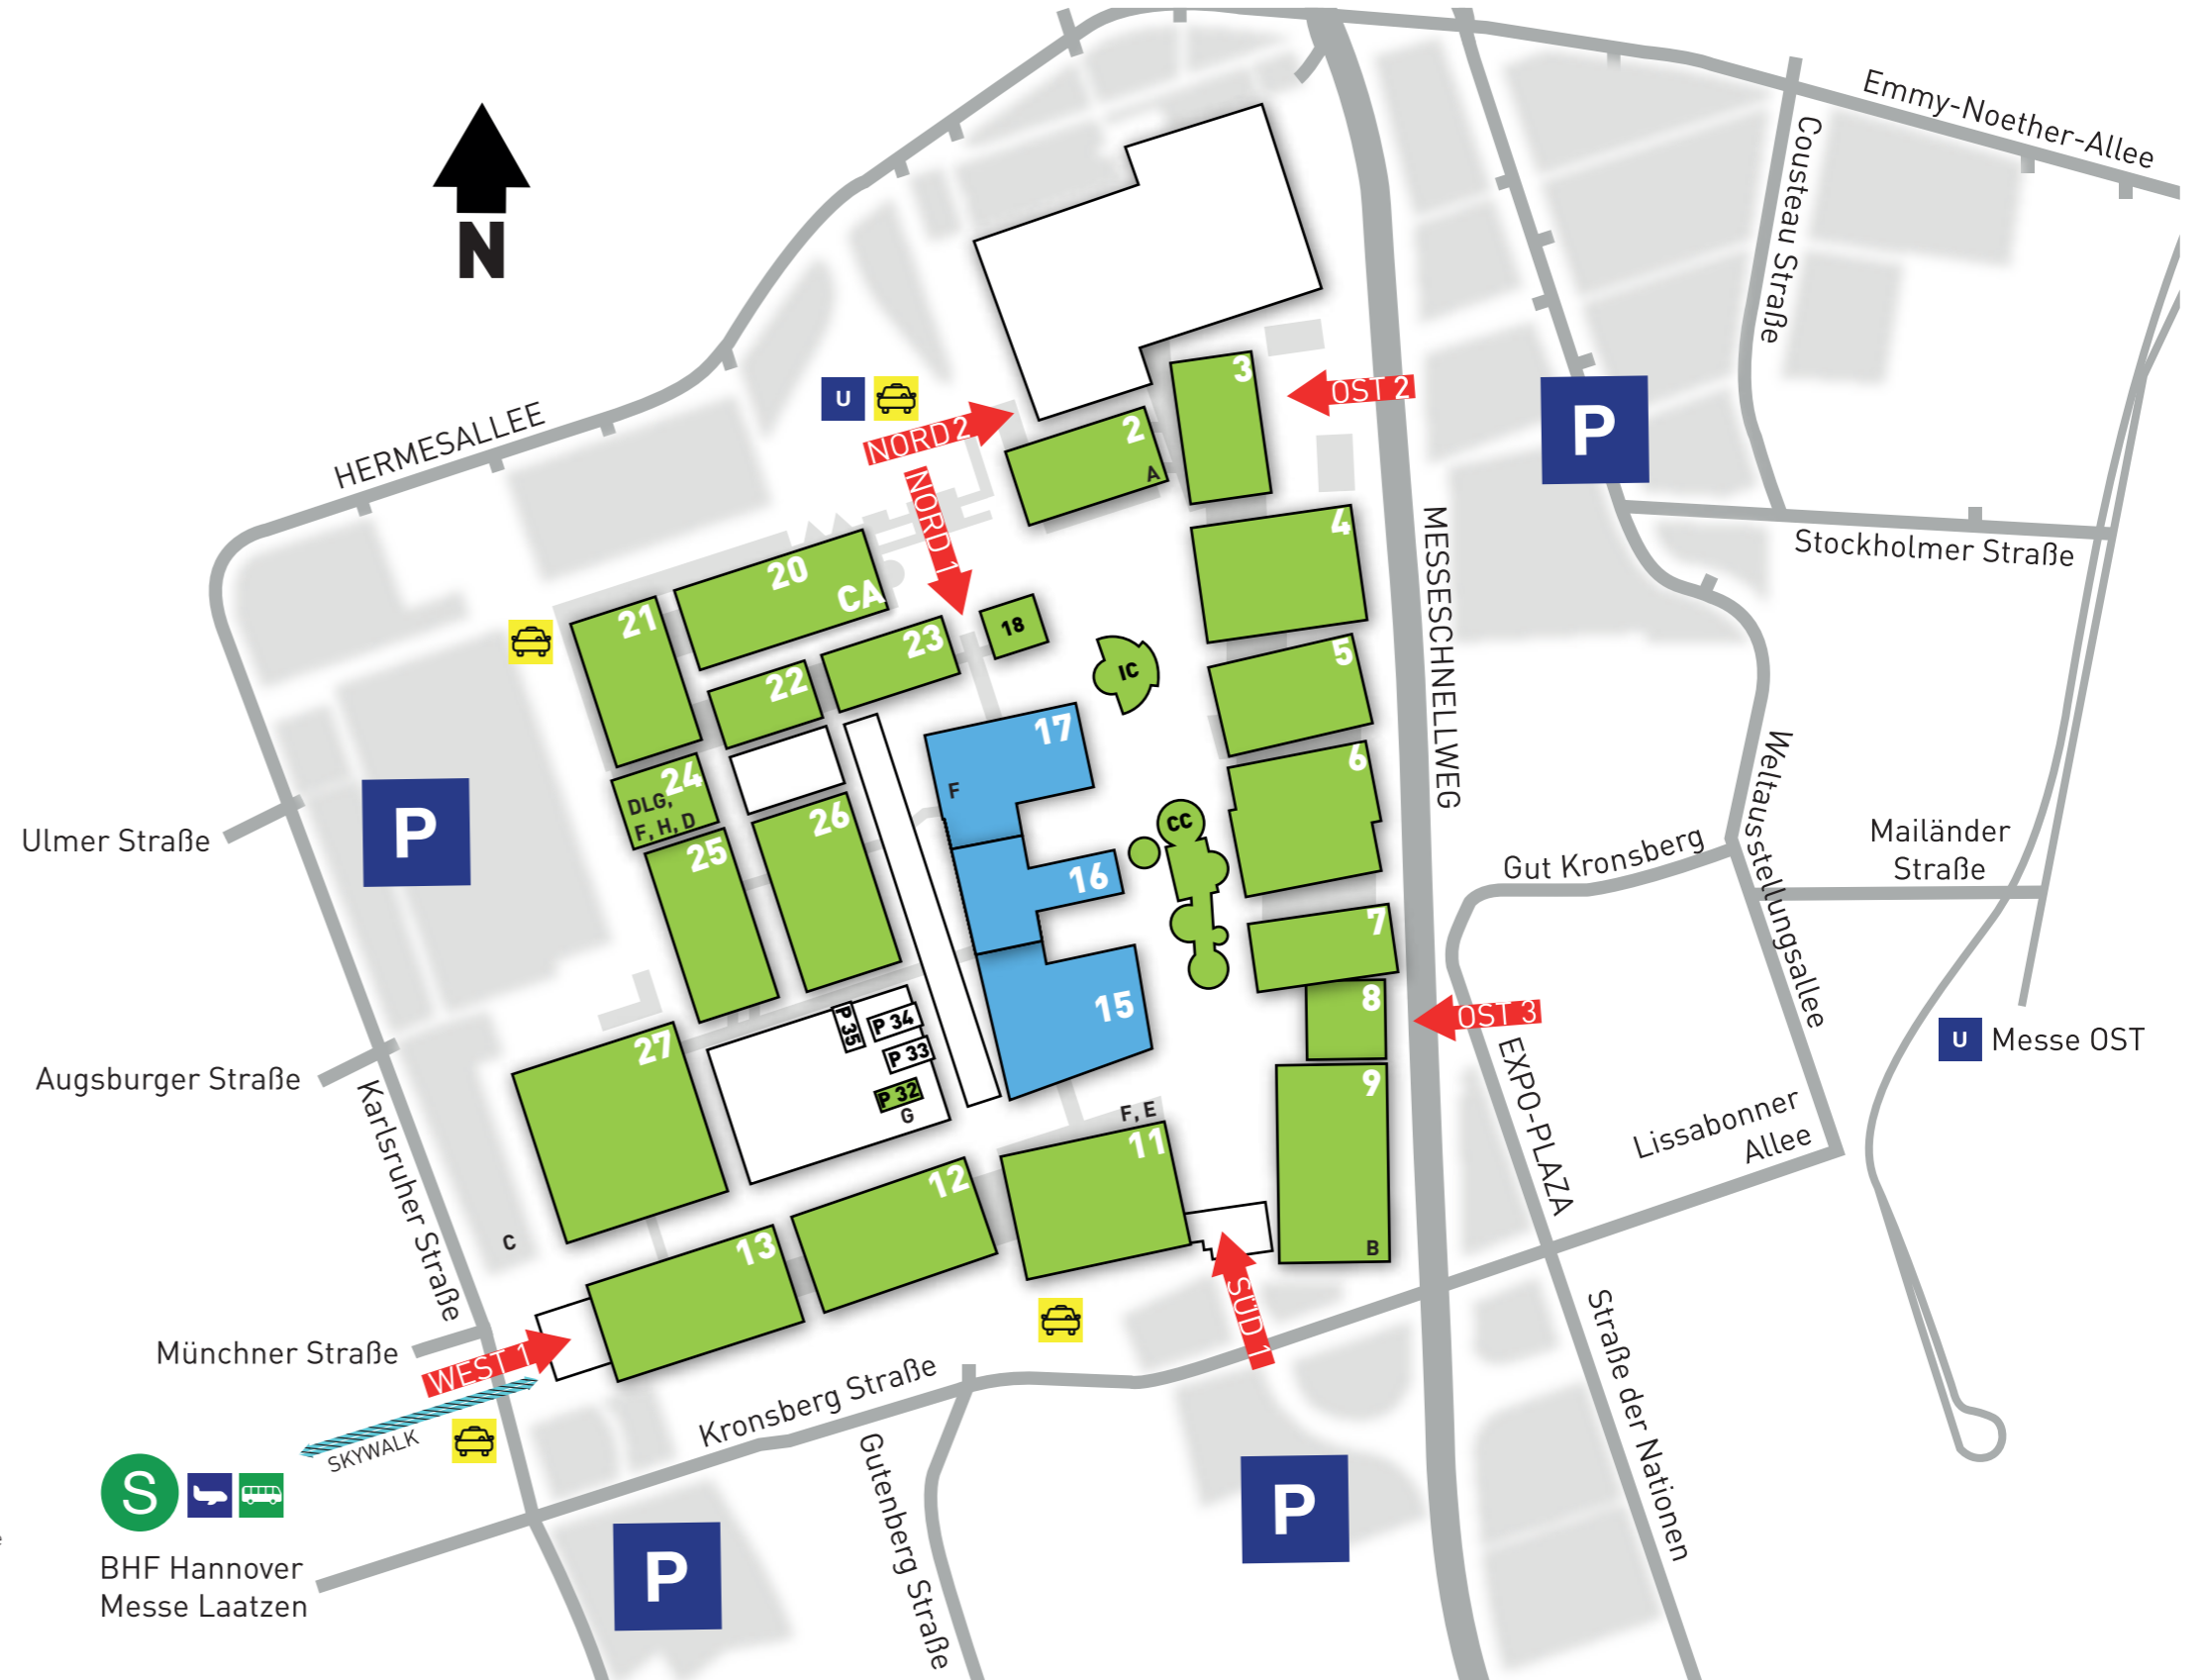 Emmy-Noether-Allee
Cousteau Straße
N
HERMESALLEE
3
OST 2
U
NORD 2
2
A
P
NORD 1
4
MESSESCHNELLWEG
Stockholmer Straße
20
CA
21
23
18
22
5
IC
17
6
F
24
DLG,
F, H, D
26
25
16
CC
P
Ulmer Straße
Weltausstellungsallee
Gut Kronsberg
Mailänder
Straße
7
8
15
OST 3
U Messe OST
P 35
P 34
P 33
P 32
G
27
9
Augsburger Straße
Karlsruher Straße
EXPO-PLAZA
Lissabonner
Allee
F, E
11
12
13
C
B
SÜD 1
Münchner Straße
WEST 1
SKYWALK
Kronsberg Straße
Gutenberg Straße
Straße der Nationen
S
BHF Hannover
Messe Laatzen
P
P